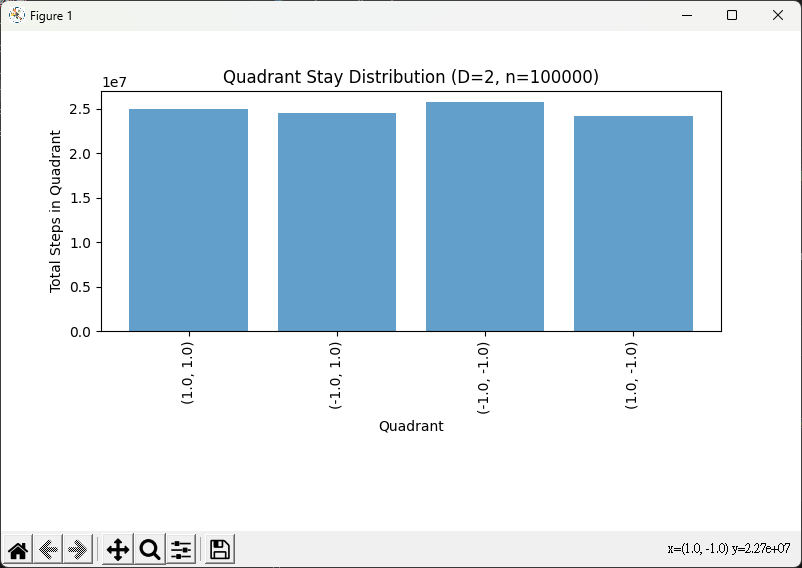 Figure 1
Quadrant Stay Distribution (D=2, n=100000)
1e7
2.5
2.0
1.5
1.0
0.5
0.0
Total Steps in Quadrant
(1.0, 1.0)
(-1.0, 1.0)
(-1.0, -1.0)
(1.0, -1.0)
Quadrant
x=(1.0, -1.0) y=2.27e+07